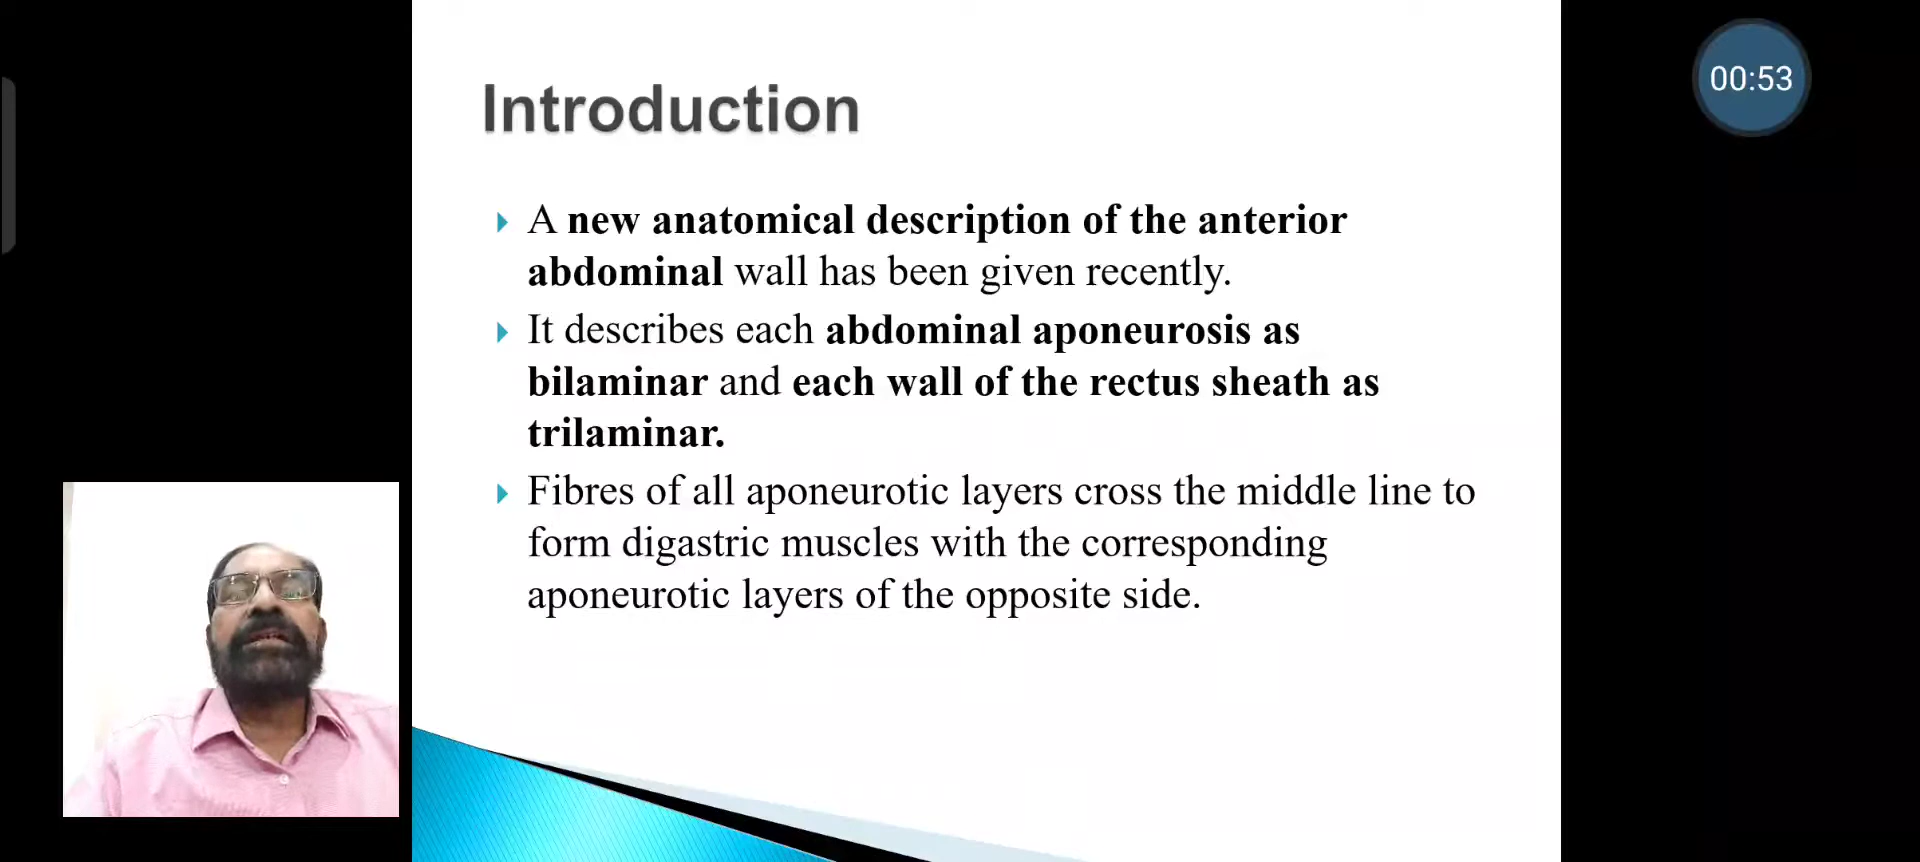 Introduction
A new anatomical description of the anterior
abdominal wall has been given recently.
It describes each abdominal aponeurosis as
bilaminar and each wall of the rectus sheath as
trilaminar.
Fibres of all aponeurotic layers cross the middle line to
form digastric muscles with the corresponding
aponeurotic layers of the opposite side.
00:53